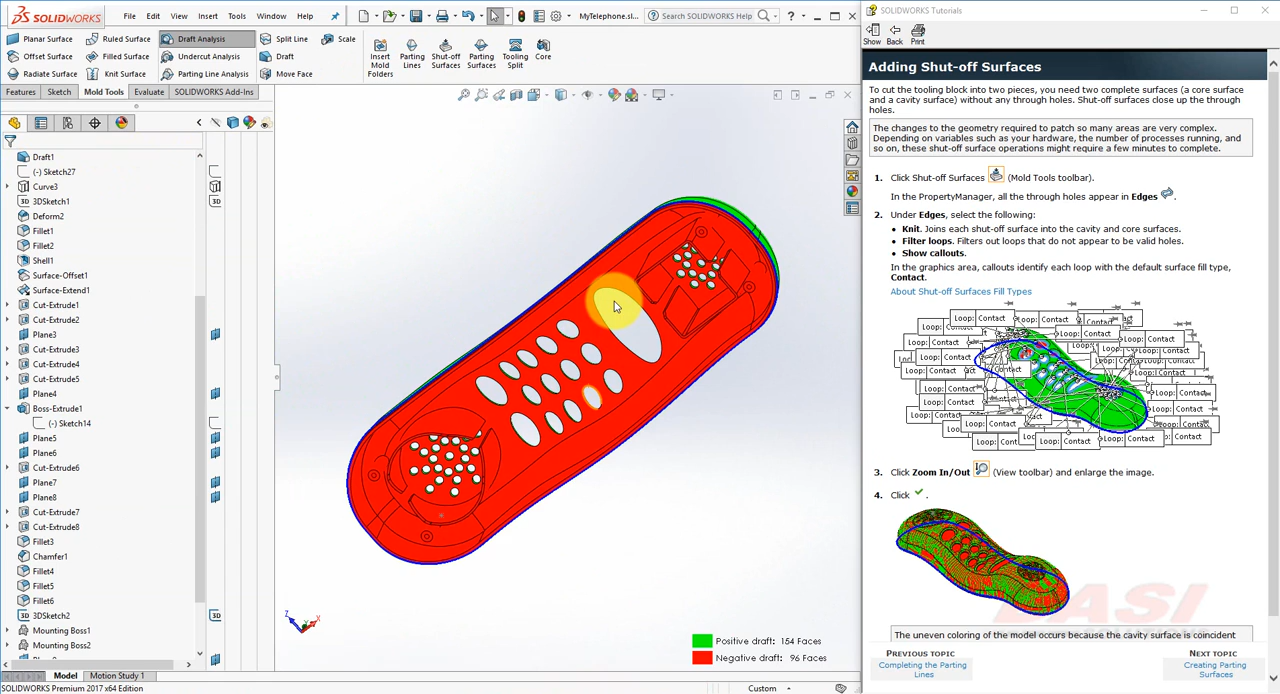 SOLIDWORKS
File
Edit
View
Insert
Tools
Window
Help
MyTelephone.sl...
Search SOLIDWORKS Help
?
Planar Surface
Ruled Surface
Draft Analysis
Split Line
Scale
Offset Surface
Filled Surface
Undercut Analysis
Draft
Radiate Surface
Knit Surface
Parting Line Analysis
Move Face
Insert Mold Folders
Parting Lines
Shut-off Surfaces
Parting Surfaces
Tooling Split
Core
Features
Sketch
Mold Tools
Evaluate
SOLIDWORKS Add-Ins
Draft1
(-) Sketch27
Curve3
3D 3DSketch1
Deform2
Fillet1
Fillet2
Shell1
Surface-Offset1
Surface-Extend1
Cut-Extrude1
Cut-Extrude2
Plane3
Cut-Extrude3
Cut-Extrude4
Cut-Extrude5
Plane4
Boss-Extrude1
(-) Sketch14
Plane5
Plane6
Cut-Extrude6
Plane7
Plane8
Cut-Extrude7
Cut-Extrude8
Fillet3
Chamfer1
Fillet4
Fillet5
Fillet6
3D 3DSketch2
Mounting Boss1
Mounting Boss2
Positive draft: 154 Faces
Negative draft: 96 Faces
Z
Y
X
Model
Motion Study 1
SOLIDWORKS Premium 2017 x64 Edition
Custom
SOLIDWORKS Tutorials
Show
Back
Print
Adding Shut-off Surfaces
To cut the tooling block into two pieces, you need two complete surfaces (a core surface
and a cavity surface) without any through holes. Shut-off surfaces close up the through
holes.
The changes to the geometry required to patch so many areas are very complex.
Depending on variables such as your hardware, the number of processes running, and
so on, these shut-off surface operations might require a few minutes to complete.
1. Click Shut-off Surfaces (Mold Tools toolbar).
In the PropertyManager, all the through holes appear in Edges .
2. Under Edges, select the following:
• Knit. Joins each shut-off surface into the cavity and core surfaces.
• Filter loops. Filters out loops that do not appear to be valid holes.
• Show callouts.
In the graphics area, callouts identify each loop with the default surface fill type,
Contact.
About Shut-off Surfaces Fill Types
Loop: Contact
3. Click Zoom In/Out (View toolbar) and enlarge the image.
4. Click .
The uneven coloring of the model occurs because the cavity surface is coincident
DASI
SOLUTIONS
PREVIOUS TOPIC
Completing the Parting
Lines
NEXT TOPIC
Creating Parting
Surfaces